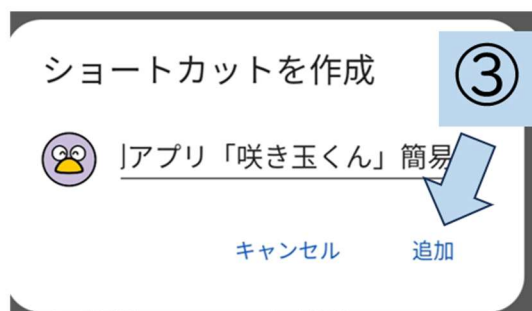 ショートカットを作成
③
アプリ「咲き玉くん」簡易
キャンセル
追加